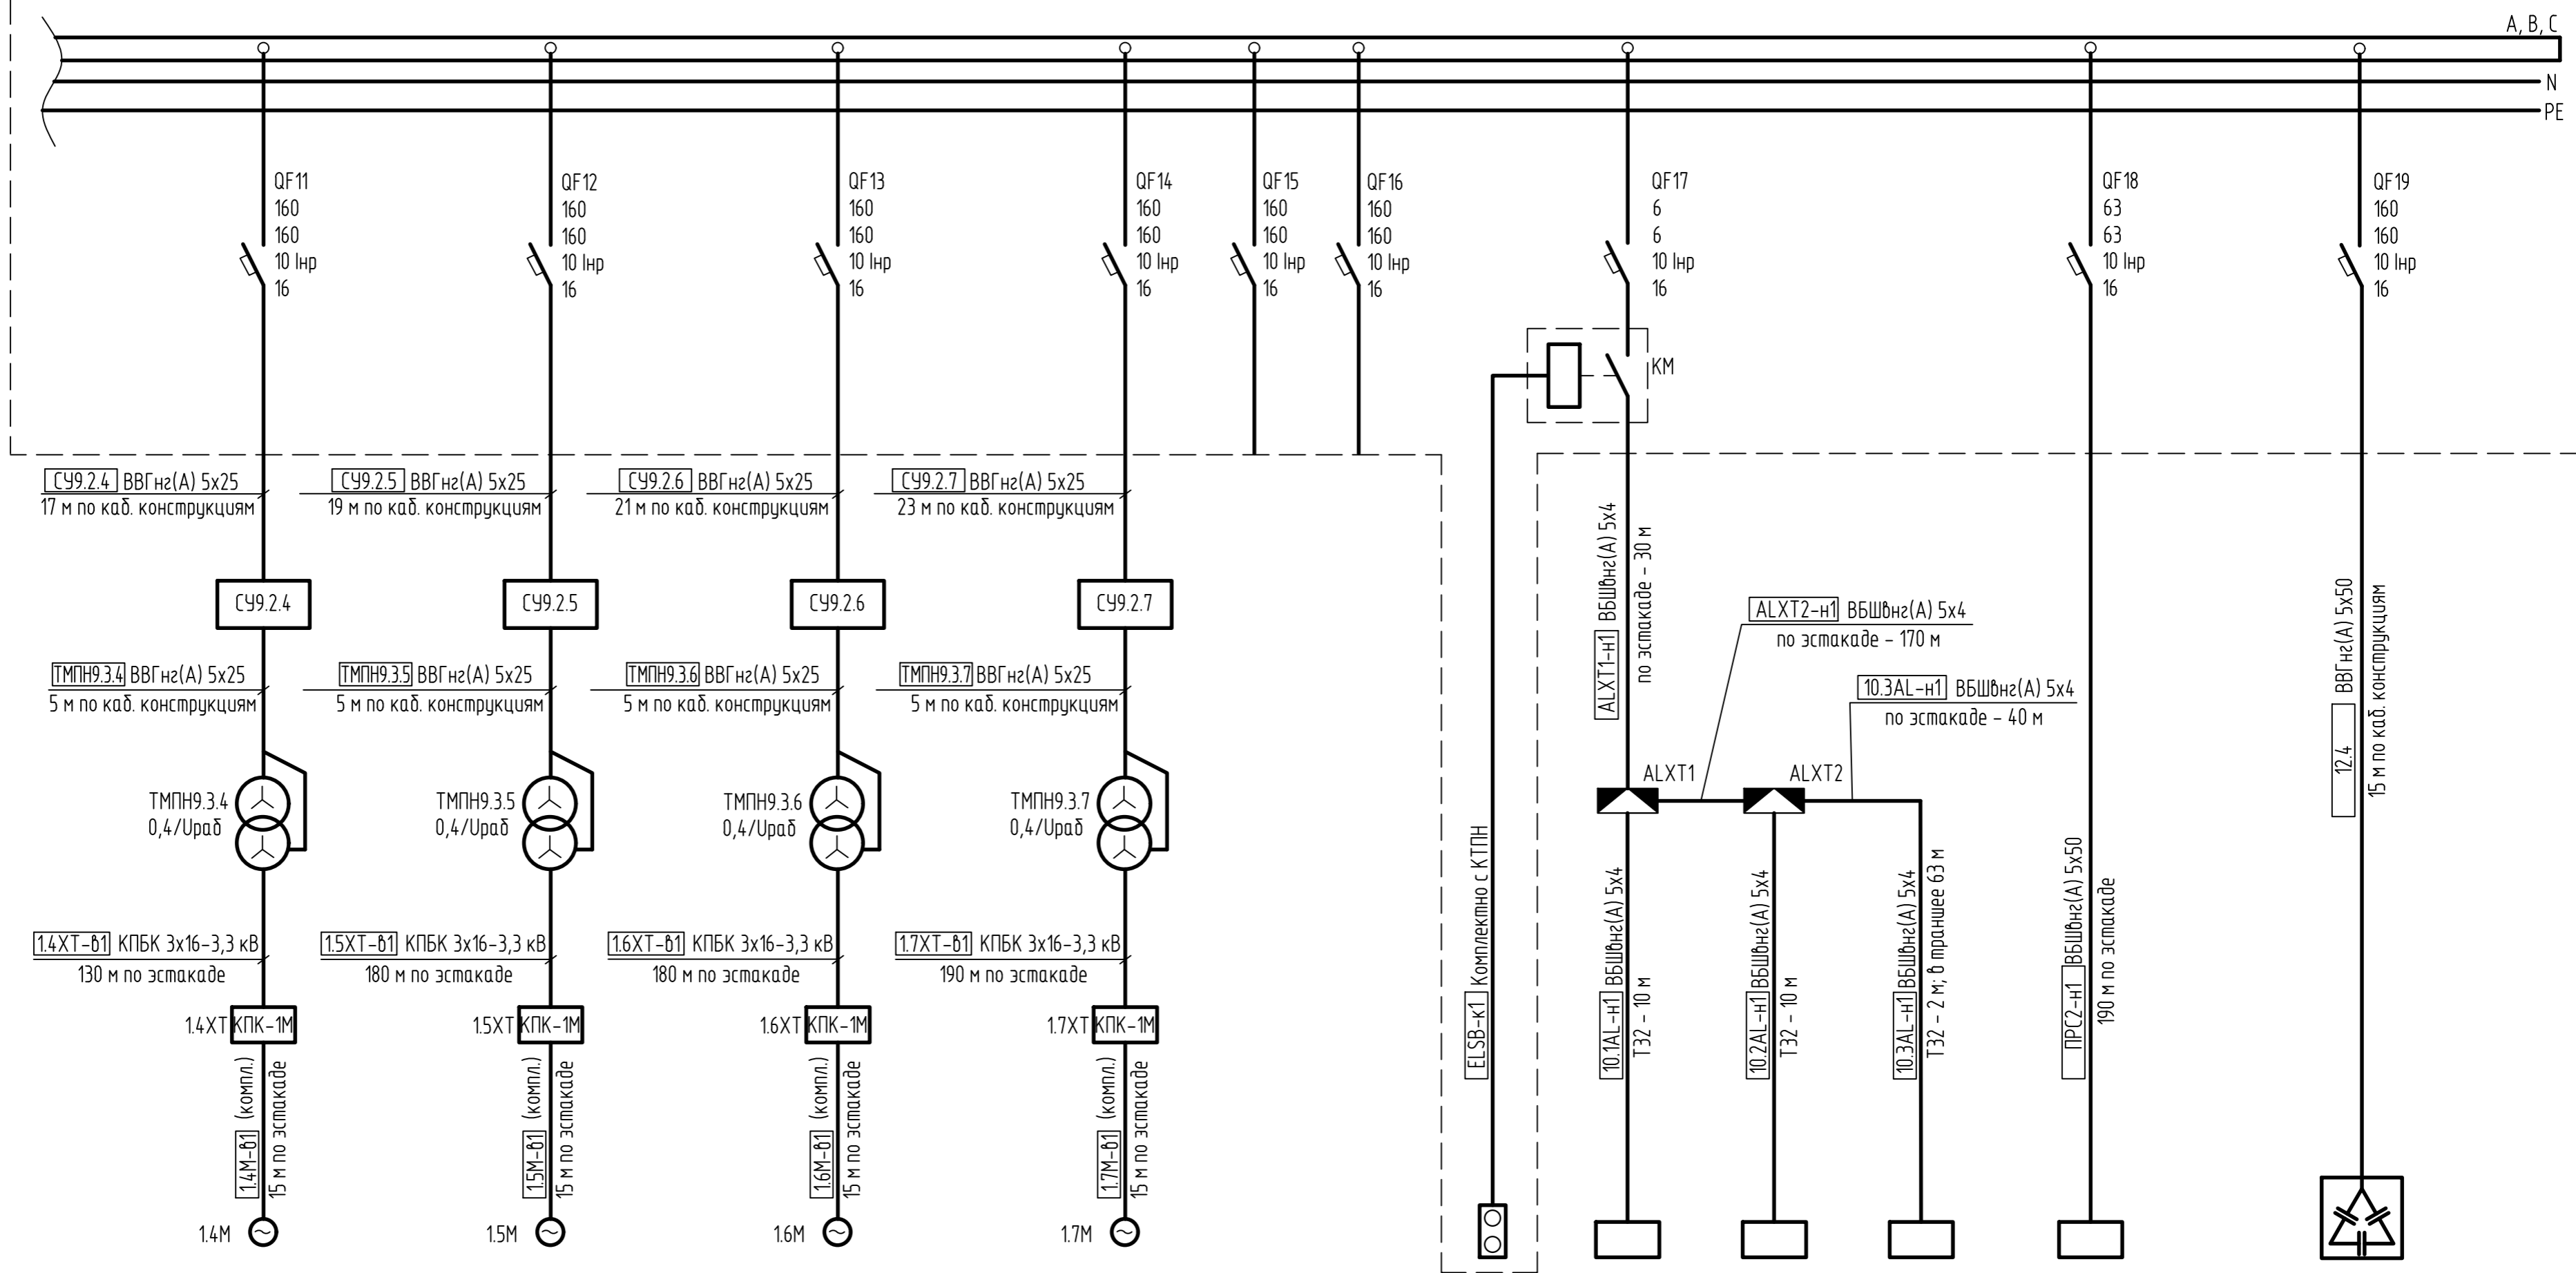 A, B, C
N
PE
QF11
160
160
10 Iнр
16
QF12
160
160
10 Iнр
16
QF13
160
160
10 Iнр
16
QF14
160
160
10 Iнр
16
QF15
160
160
10 Iнр
16
QF16
160
160
10 Iнр
16
QF17
6
6
10 Iнр
16
QF18
63
63
10 Iнр
16
QF19
160
160
10 Iнр
16
КМ
СУ9.2.4 ВВГнг(А) 5х25
17 м по каб. конструкциям
СУ9.2.5 ВВГнг(А) 5х25
19 м по каб. конструкциям
СУ9.2.6 ВВГнг(А) 5х25
21 м по каб. конструкциям
СУ9.2.7 ВВГнг(А) 5х25
23 м по каб. конструкциям
СУ9.2.4
СУ9.2.5
СУ9.2.6
СУ9.2.7
ТМПН9.3.4 ВВГнг(А) 5х25
5 м по каб. конструкциям
ТМПН9.3.5 ВВГнг(А) 5х25
5 м по каб. конструкциям
ТМПН9.3.6 ВВГнг(А) 5х25
5 м по каб. конструкциям
ТМПН9.3.7 ВВГнг(А) 5х25
5 м по каб. конструкциям
ТМПН9.3.4
0,4/Uраб
ТМПН9.3.5
0,4/Uраб
ТМПН9.3.6
0,4/Uраб
ТМПН9.3.7
0,4/Uраб
1.4ХТ-в1 КПБК 3х16-3,3 кВ
130 м по эстакаде
1.5ХТ-в1 КПБК 3х16-3,3 кВ
180 м по эстакаде
1.6ХТ-в1 КПБК 3х16-3,3 кВ
180 м по эстакаде
1.7ХТ-в1 КПБК 3х16-3,3 кВ
190 м по эстакаде
1.4ХТ КПК-1М
1.5ХТ КПК-1М
1.6ХТ КПК-1М
1.7ХТ КПК-1М
1.4М-в1 (компл.)
15 м по эстакаде
1.5М-в1 (компл.)
15 м по эстакаде
1.6М-в1 (компл.)
15 м по эстакаде
1.7М-в1 (компл.)
15 м по эстакаде
1.4М
1.5М
1.6М
1.7М
ELSB-к1 Комплектно с КТПН
ALXT1-н1 ВБШвнг(А) 5х4
по эстакаде - 30 м
ALXT2-н1 ВБШвнг(А) 5х4
по эстакаде - 170 м
10.3AL-н1 ВБШвнг(А) 5х4
по эстакаде - 40 м
ALXT1
ALXT2
10.1AL-н1 ВБШвнг(А) 5х4
Т32 - 10 м
10.2AL-н1 ВБШвнг(А) 5х4
Т32 - 10 м
10.3AL-н1 ВБШвнг(А) 5х4
Т32 - 2 м; в траншее 63 м
ПРС2-н1 ВБШвнг(А) 5х50
190 м по эстакаде
12.4 ВВГнг(А) 5х50
15 м по каб. конструкциям